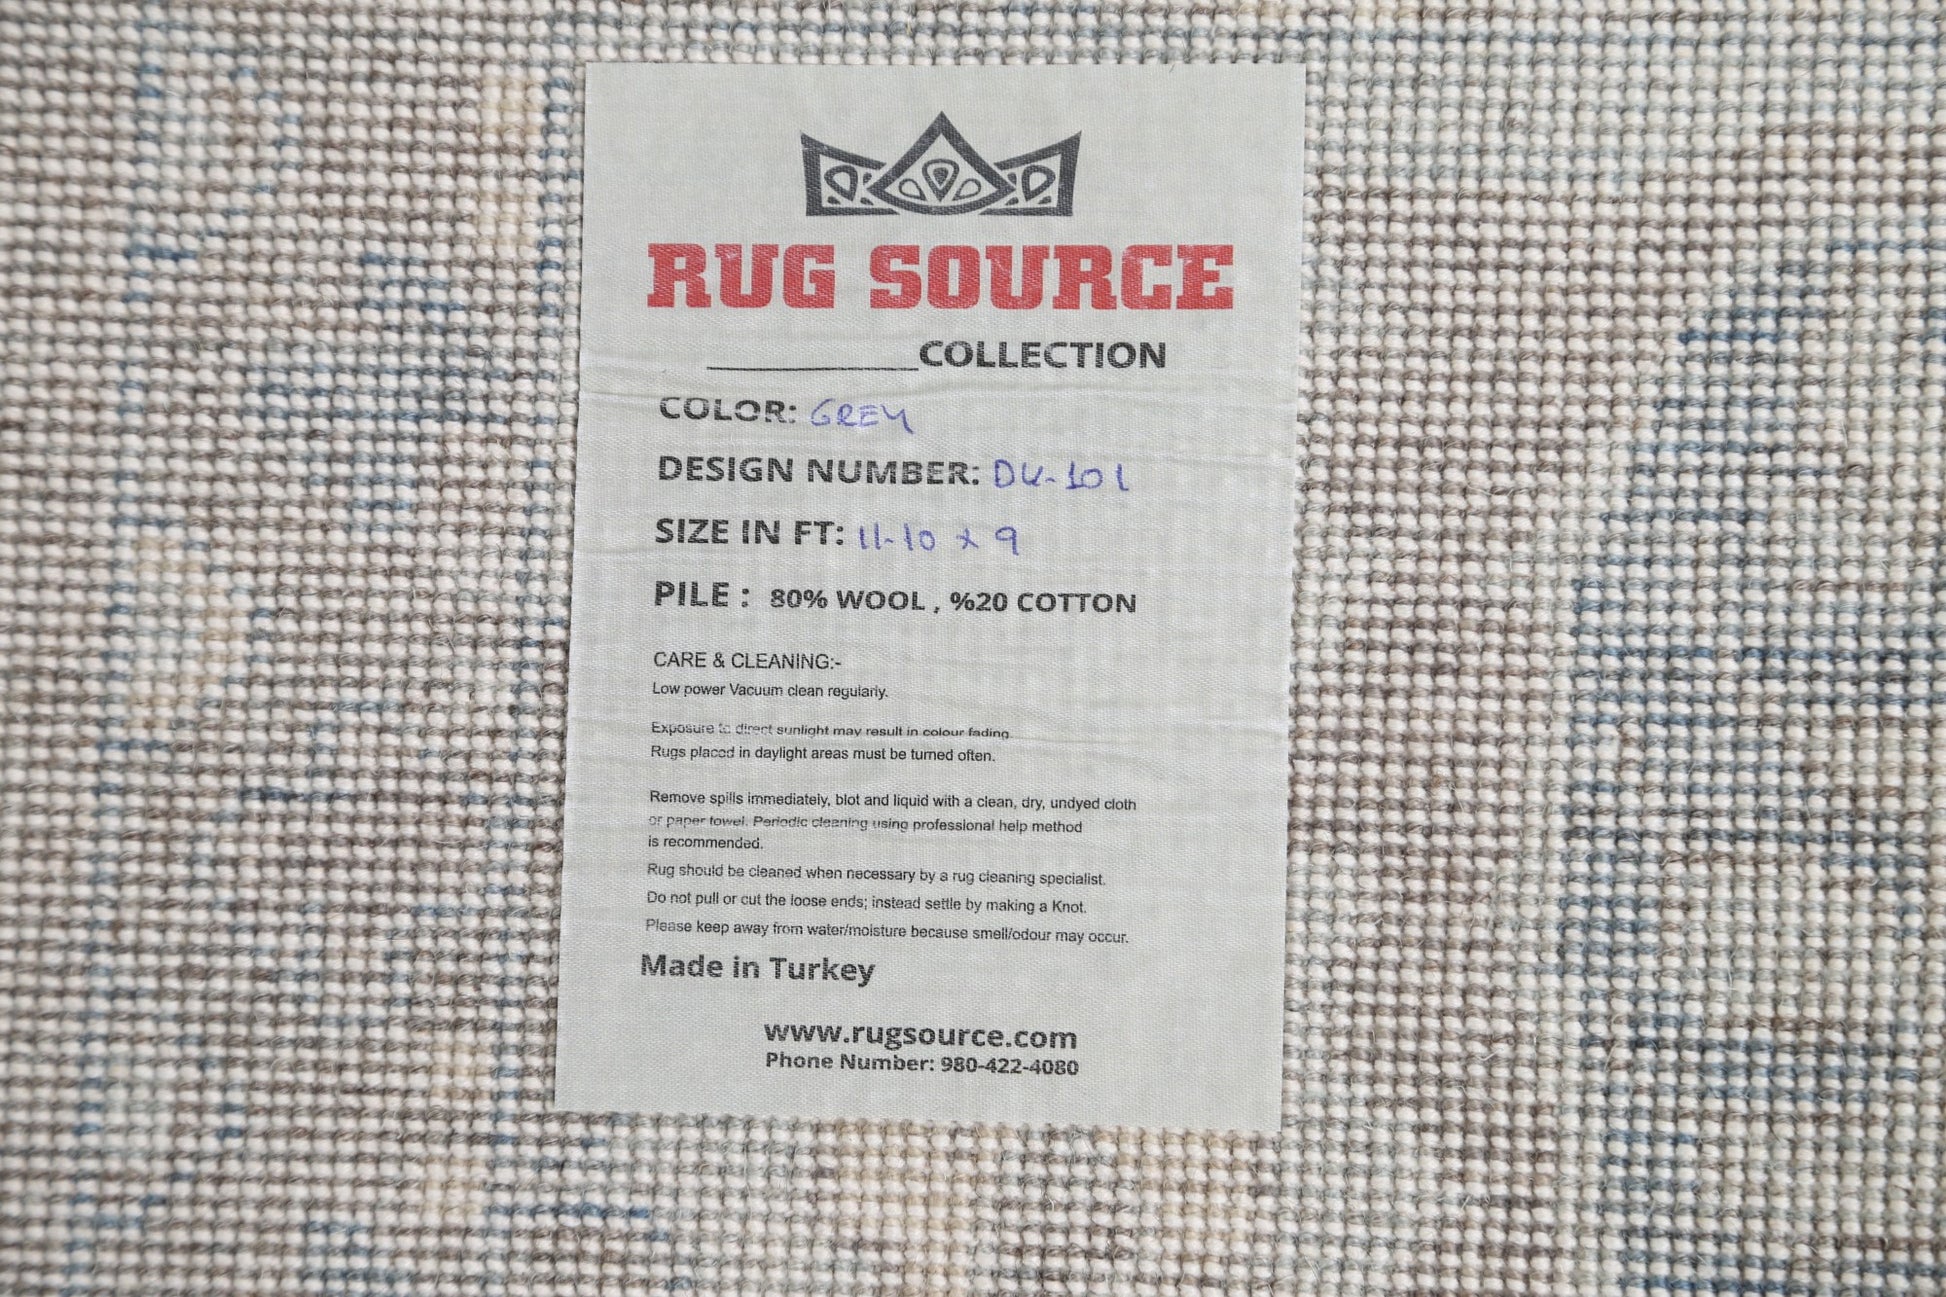 RUG SOURCE
____________COLLECTION
COLOR: GREY
DESIGN NUMBER: DU-101
SIZE IN FT: 11-10 x 9
PILE : 80% WOOL , %20 COTTON
CARE & CLEANING:-
Low power Vacuum clean regularly.
Exposure to direct sunlight may result in colour fading
Rugs placed in daylight areas must be turned often.
Remove spills immediately, blot and liquid with a clean, dry, undyed cloth
or paper towel. Periodic cleaning using professional help method
is recommended.
Rug should be cleaned when necessary by a rug cleaning specialist.
Do not pull or cut the loose ends; instead settle by making a Knot.
Please keep away from water/moisture because smell/odour may occur.
Made in Turkey
www.rugsource.com
Phone Number: 980-422-4080